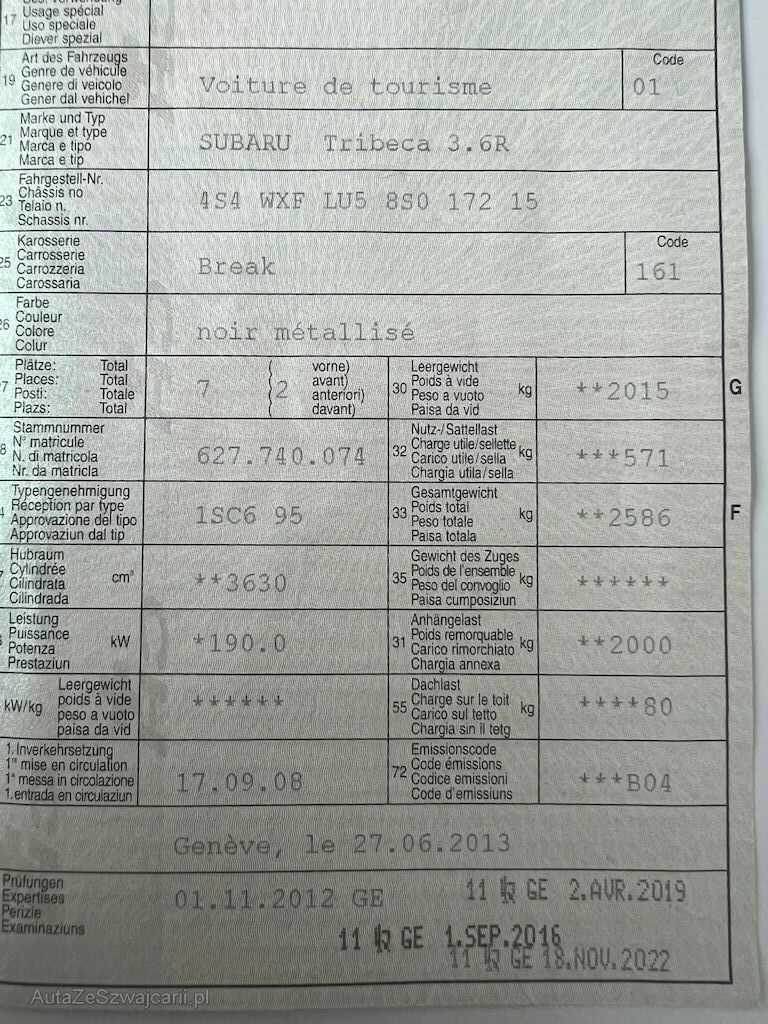 17 Usage spécial
Uso speciale
Diever spezial
19 Art des Fahrzeugs
Genre de véhicule
Genere di veicolo
Gener dal vehichel
Voiture de tourisme
Code
01
21 Marke und Typ
Marque et type
Marca e tipo
Marca e tip
SUBARU Tribeca 3.6R
23 Fahrgestell-Nr.
Châssis no
Telaio n.
Schassis nr.
4S4 WXF LU5 8S0 172 15
25 Karosserie
Carrosserie
Carrozzeria
Carossaria
Break
Code
161
26 Farbe
Couleur
Colore
Colur
noir métallisé
7 Plätze: Total
Places: Total
Posti: Totale
Plazs: Total
7 (2 vorne)
( avant)
( anteriori)
( davant)
30 Leergewicht
Poids à vide
Peso a vuoto
Paisa da vid
kg
**2015
G
8 Stammnummer
N° matricule
N. di matricola
Nr. da matricla
627.740.074
32 Nutz-/Sattellast
Charge utile/sellette
Carico utile/sella
Chargia utila/sella
kg
***571
Typengenehmigung
Réception par type
Approvazione del tipo
Approvaziun dal tip
1SC6 95
33 Gesamtgewicht
Poids total
Peso totale
Paisa totala
kg
**2586
F
Hubraum
Cylindrée
Cilindrata
Cilindrada
cm³
**3630
35 Gewicht des Zuges
Poids de l'ensemble
Peso del convoglio
Paisa cumposiziun
kg
******
Leistung
Puissance
Potenza
Prestaziun
kW
*190.0
31 Anhängelast
Poids remorquable
Carico rimorchiato
Chargia annexa
kg
**2000
kW/kg
Leergewicht
poids à vide
peso a vuoto
paisa da vid
******
55 Dachlast
Charge sur le toit
Carico sul tetto
Chargia sin il tetg
kg
****80
1. Inverkehrsetzung
1re mise en circulation
1a messa in circolazione
1. entrada en circulaziun
17.09.08
72 Emissionscode
Code émissions
Codice emissioni
Code d'emissiuns
***B04
Genève, le 27.06.2013
Prüfungen
Expertises
Perizie
Examinaziuns
01.11.2012 GE
11 GE 2.AVR.2019
11 GE 1.SEP.2016
11 GE 18.NOV.2022
AutaZeSzwajcarii.pl